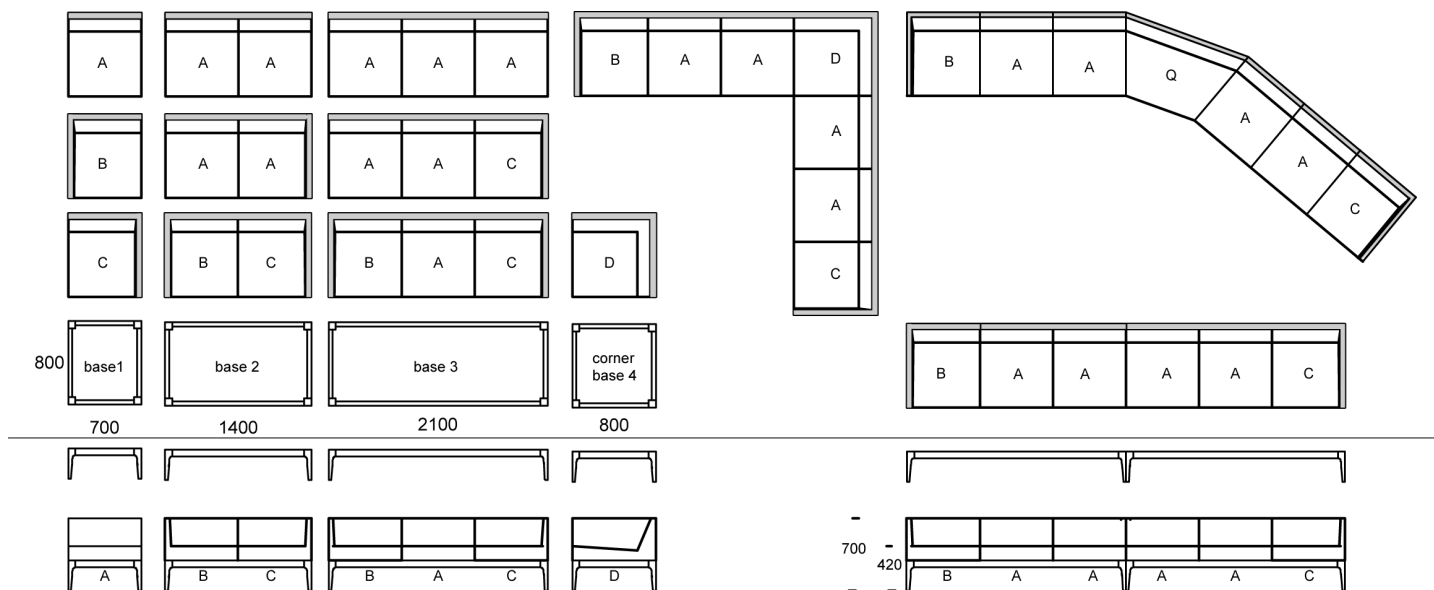 A A A A A A B A A D B A A Q
A
A
C
B A A A A C A
C B C B A C D A
C
800 base1 base 2 base 3 corner
base 4
B A A A A C
700 1400 2100 800
700
420
A B C B A C D B A A A A C